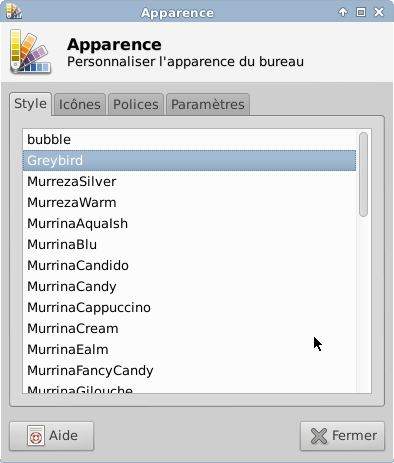 Apparence
Apparence
Personnaliser l'apparence du bureau
Style Icônes Polices Paramètres
bubble
Greybird
MurrezaSilver
MurrezaWarm
MurrinaAquaIsh
MurrinaBlu
MurrinaCandido
MurrinaCandy
MurrinaCappuccino
MurrinaCream
MurrinaEalm
MurrinaFancyCandy
MurrinaGilouche
Aide Fermer